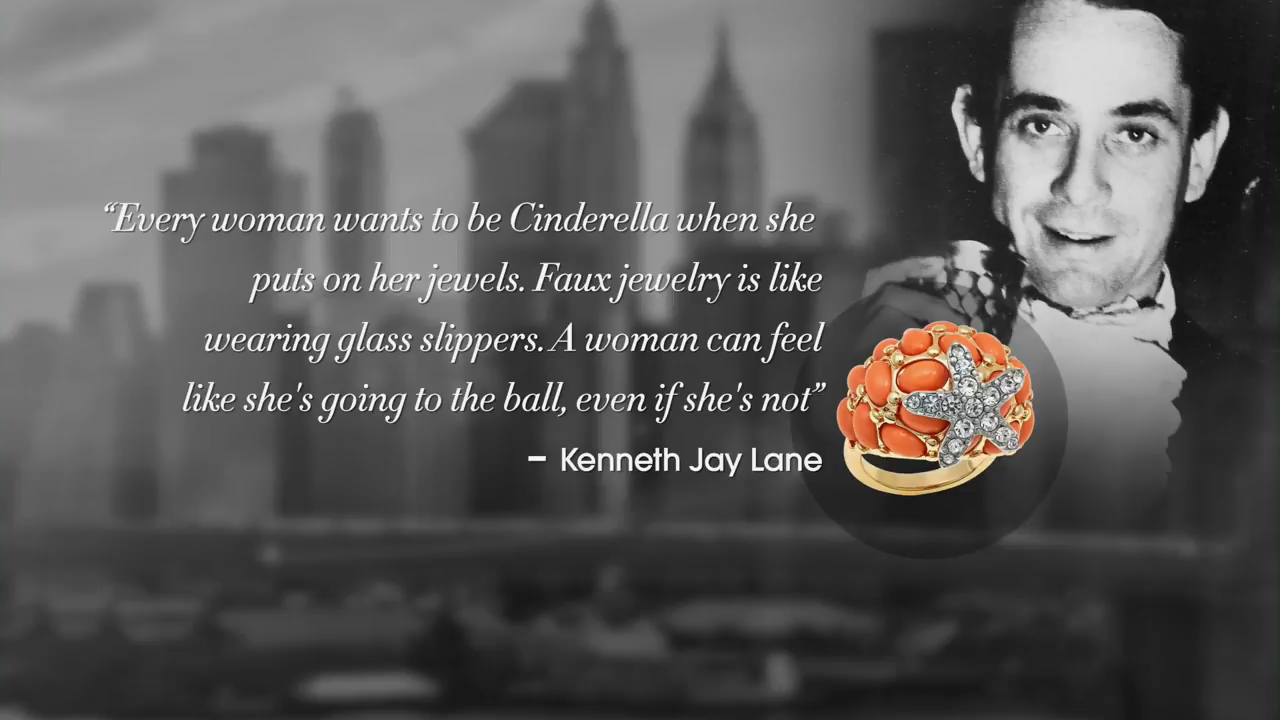 “Every woman wants to be Cinderella when she
puts on her jewels. Faux jewelry is like
wearing glass slippers. A woman can feel
like she's going to the ball, even if she's not”
– Kenneth Jay Lane